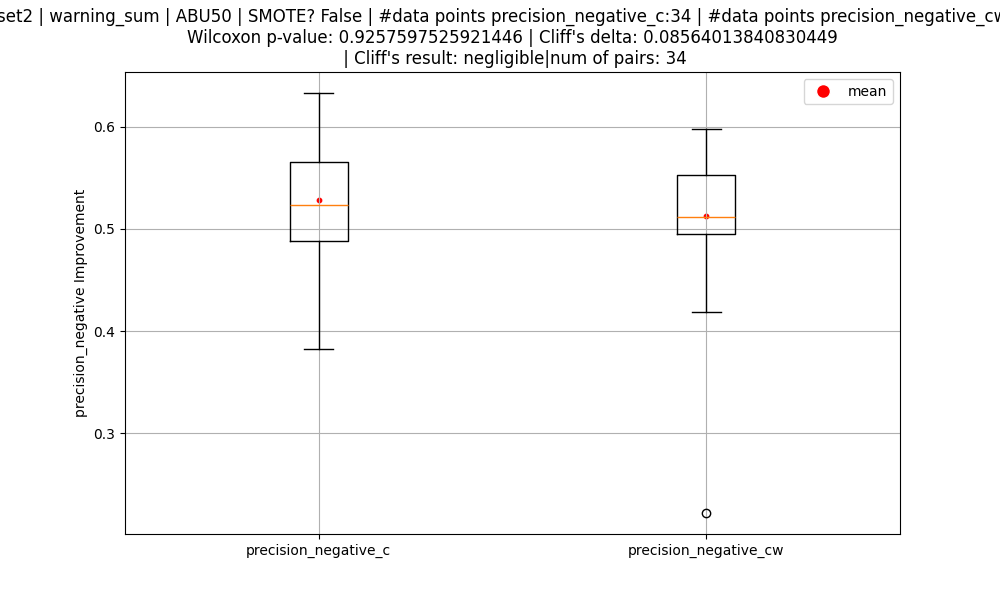 set2 | warning_sum | ABU50 | SMOTE? False | #data points precision_negative_c:34 | #data points precision_negative_cw
Wilcoxon p-value: 0.9257597525921446 | Cliff's delta: 0.08564013840830449
| Cliff's result: negligible|num of pairs: 34
mean
0.6
0.5
0.4
0.3
precision_negative Improvement
precision_negative_c
precision_negative_cw